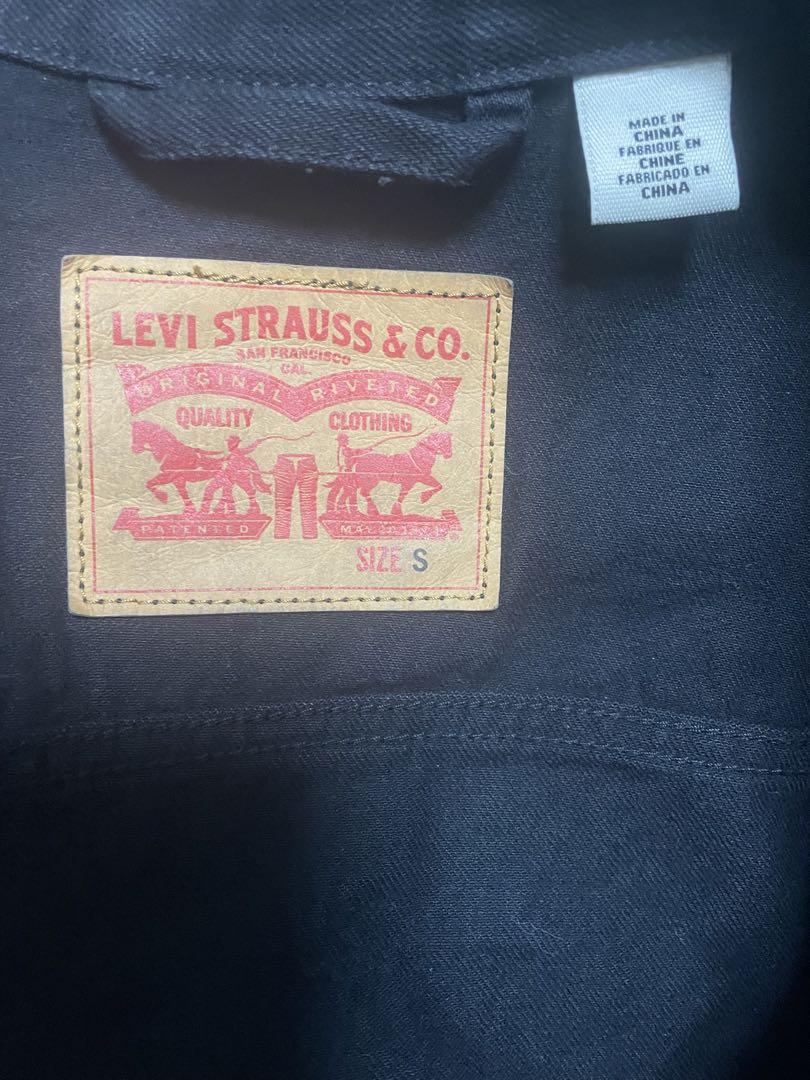 MADE IN
CHINA
FABRIQUE EN
CHINE
FABRICADO EN
CHINA
LEVI STRAUSS & CO.
SAN FRANCISCO
CAL.
ORIGINAL RIVETED
QUALITY CLOTHING
PATENTED
SIZE S